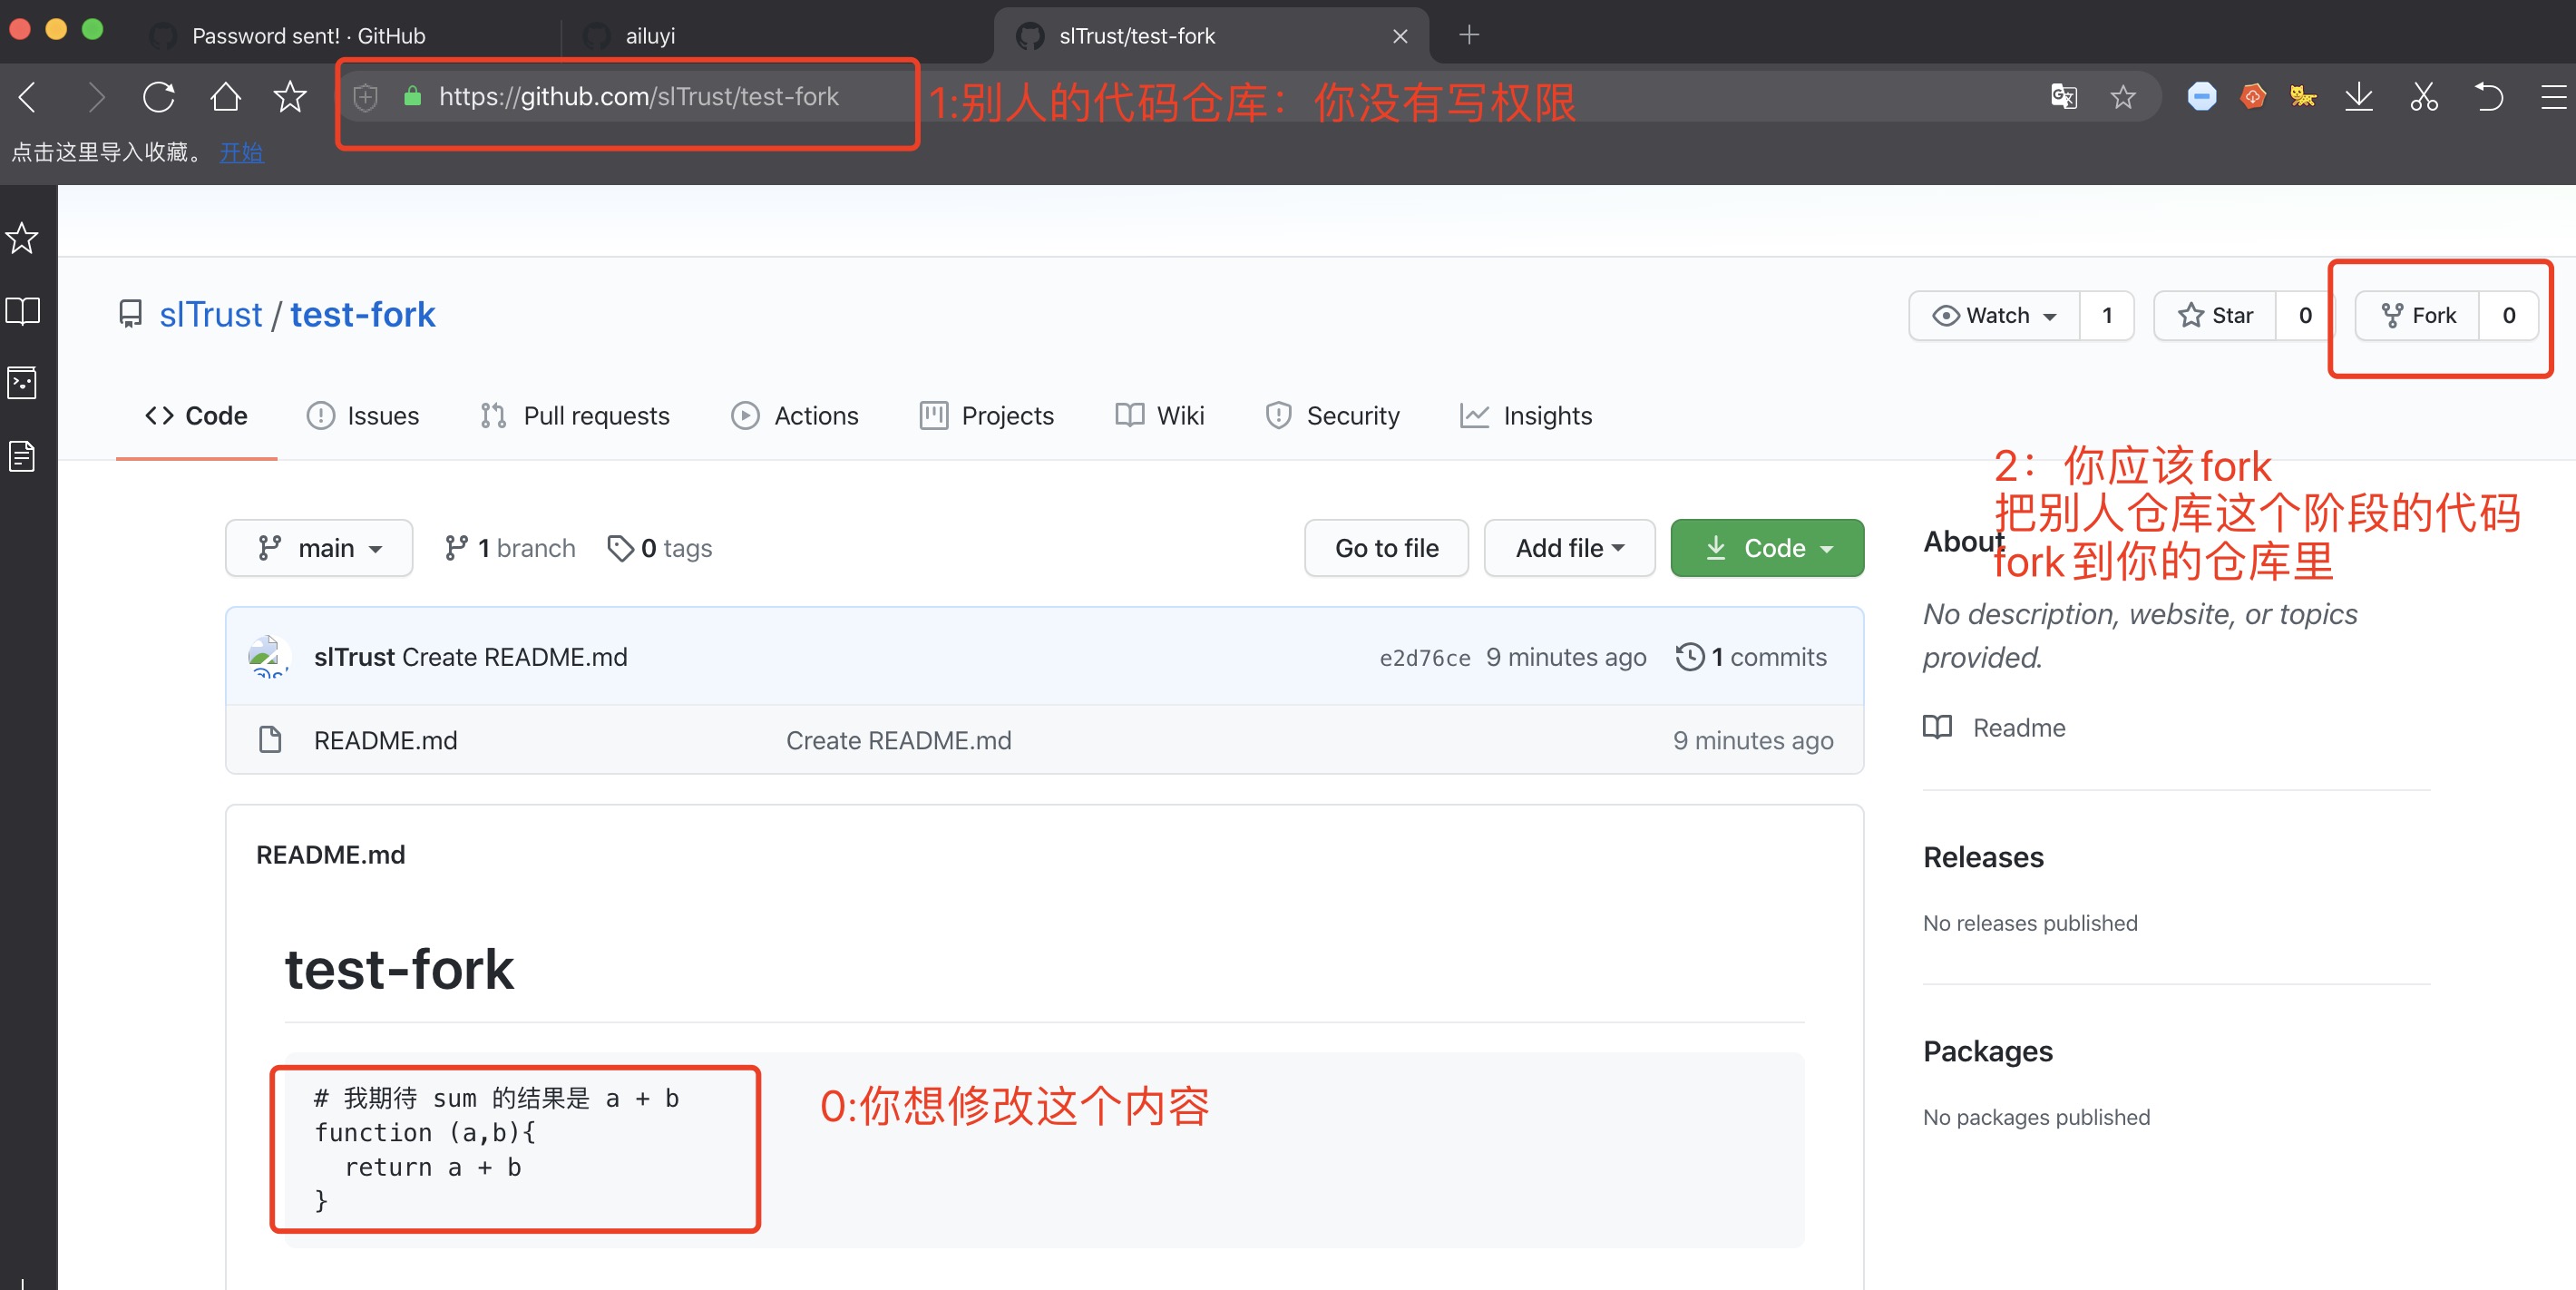 Password sent! · GitHub
ailuyi
slTrust/test-fork
https://github.com/slTrust/test-fork
1:别人的代码仓库：你没有写权限
点击这里导入收藏。 开始
slTrust / test-fork
Watch 1
Star 0
Fork 0
Code
Issues
Pull requests
Actions
Projects
Wiki
Security
Insights
2：你应该fork
把别人仓库这个阶段的代码
fork到你的仓库里
main
1 branch
0 tags
Go to file
Add file
Code
slTrust Create README.md
e2d76ce 9 minutes ago
1 commits
README.md
Create README.md
9 minutes ago
About
No description, website, or topics
provided.
Readme
Releases
No releases published
Packages
No packages published
README.md
test-fork
# 我期待 sum 的结果是 a + b
function (a,b){
  return a + b
}
0:你想修改这个内容